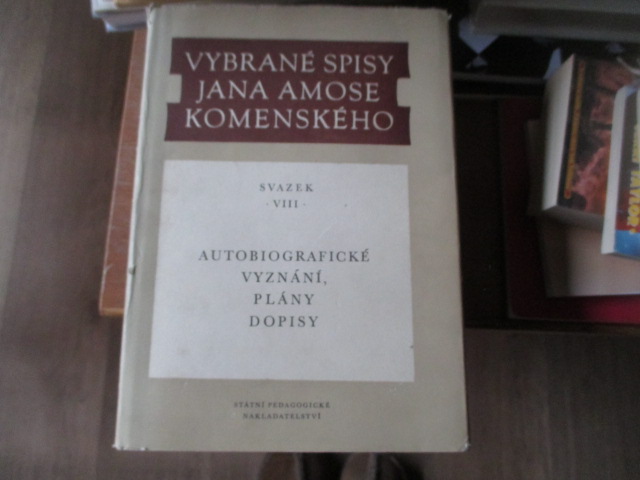 VYBRANÉ SPISY
JANA AMOSE
KOMENSKÉHO
SVAZEK
· VIII ·
AUTOBIOGRAFICKÉ
VYZNÁNÍ,
PLÁNY
DOPISY
STÁTNÍ PEDAGOGICKÉ
NAKLADATELSTVÍ